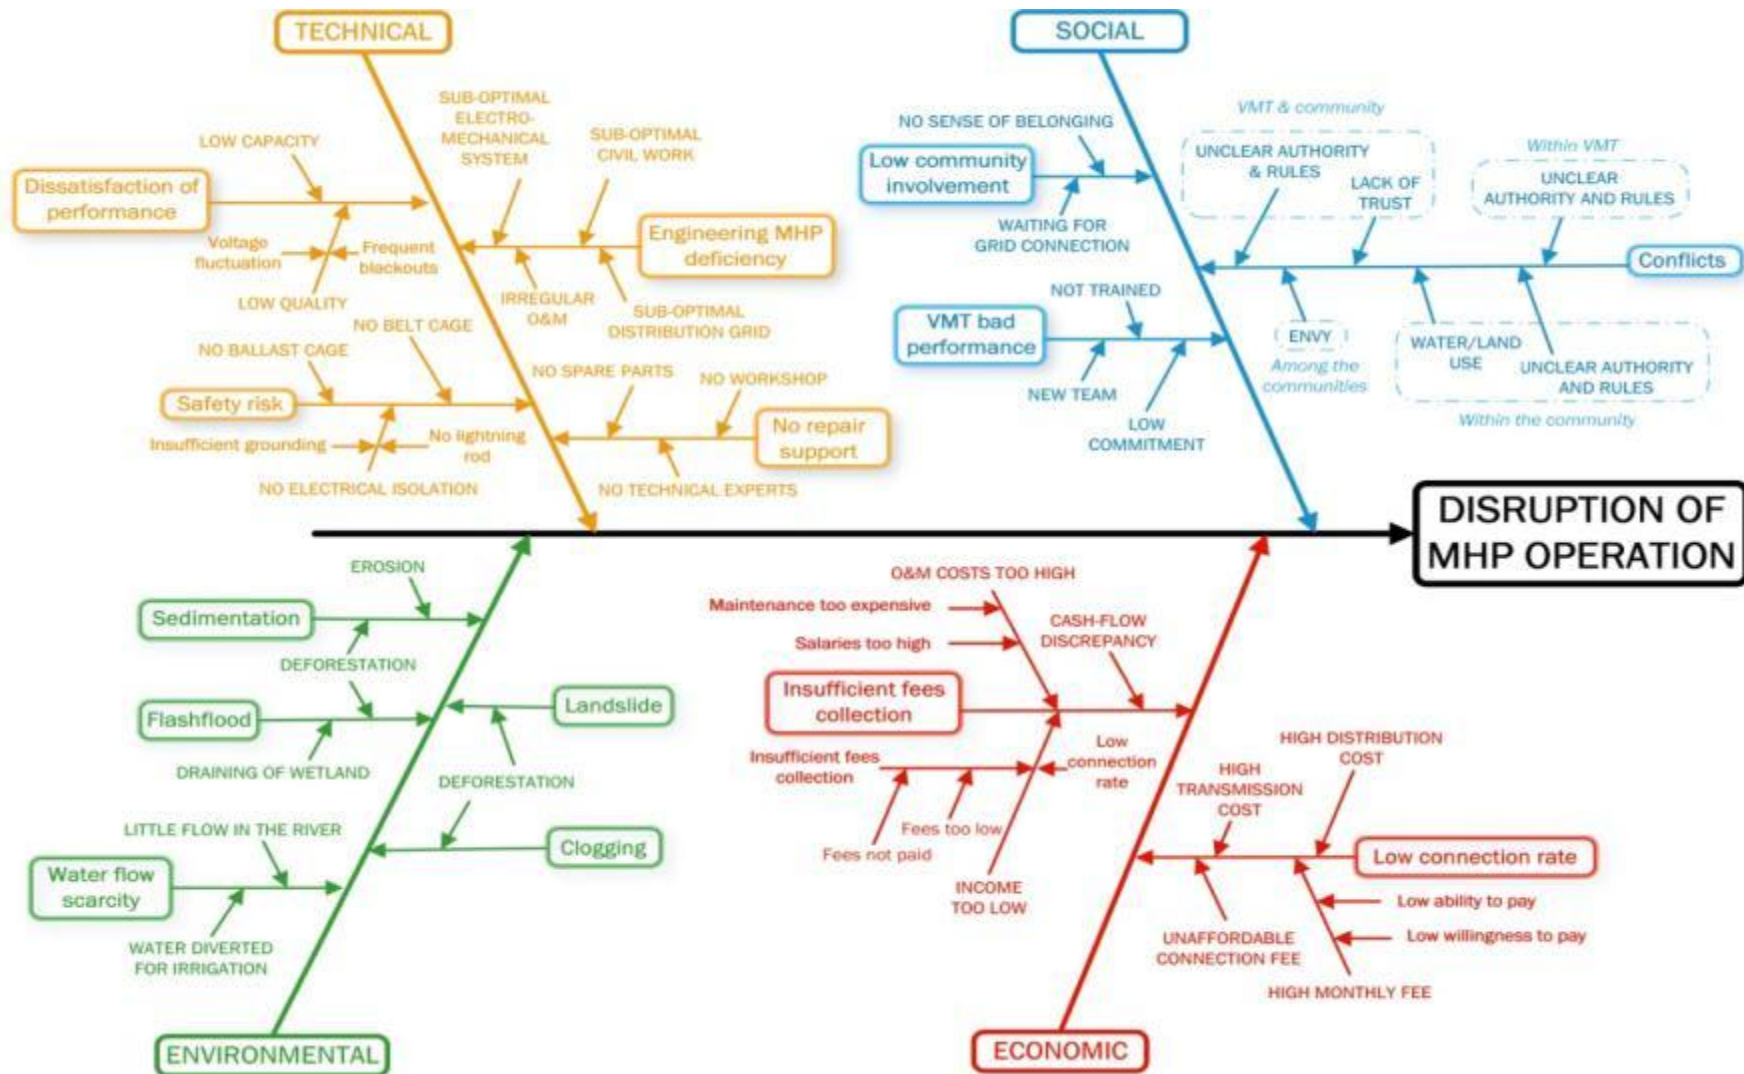 TECHNICAL
SUB-OPTIMAL
ELECTRO-
MECHANICAL
SYSTEM
LOW CAPACITY
SUB-OPTIMAL
CIVIL WORK
Dissatisfaction of
performance
Engineering MHP
deficiency
Voltage
fluctuation
Frequent
blackouts
LOW QUALITY
IRREGULAR
O&M
SUB-OPTIMAL
DISTRIBUTION GRID
NO BELT CAGE
NO BALLAST CAGE
NO SPARE PARTS
NO WORKSHOP
Safety risk
Insufficient grounding
No lightning
rod
No repair
support
NO ELECTRICAL ISOLATION
NO TECHNICAL EXPERTS
SOCIAL
VMT & community
NO SENSE OF BELONGING
Low community
involvement
UNCLEAR AUTHORITY
& RULES
LACK OF
TRUST
Within VMT
UNCLEAR
AUTHORITY AND RULES
WAITING FOR
GRID CONNECTION
Conflicts
NOT TRAINED
VMT bad
performance
ENVY
Among the
communities
WATER/LAND
USE
UNCLEAR AUTHORITY
AND RULES
Within the community
NEW TEAM
LOW
COMMITMENT
DISRUPTION OF
MHP OPERATION
EROSION
Sedimentation
DEFORESTATION
Flashflood
Landslide
DRAINING OF WETLAND
DEFORESTATION
LITTLE FLOW IN THE RIVER
Clogging
Water flow
scarcity
WATER DIVERTED
FOR IRRIGATION
ENVIRONMENTAL
O&M COSTS TOO HIGH
Maintenance too expensive
Salaries too high
CASH-FLOW
DISCREPANCY
Insufficient fees
collection
Insufficient fees
collection
Low
connection
rate
Fees too low
Fees not paid
INCOME
TOO LOW
HIGH DISTRIBUTION
COST
HIGH
TRANSMISSION
COST
Low connection rate
Low ability to pay
Low willingness to pay
UNAFFORDABLE
CONNECTION FEE
HIGH MONTHLY FEE
ECONOMIC